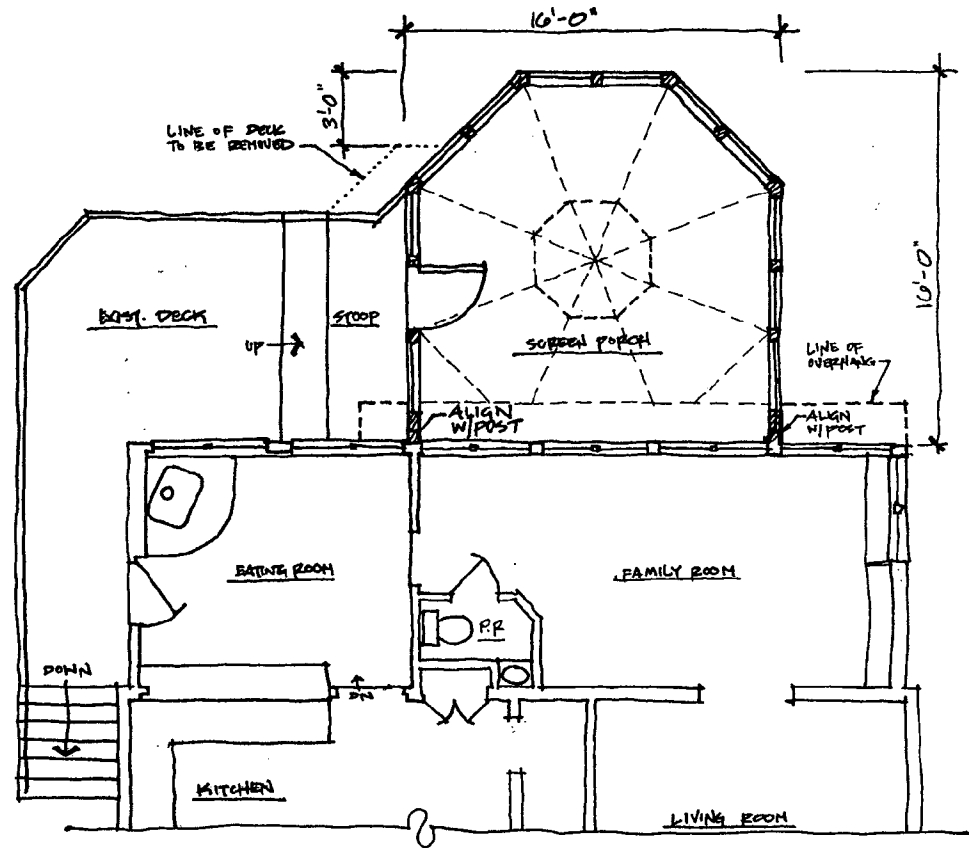 16'-0"
3'-0"
LINE OF DECK
TO BE REMOVED
16'-0"
EXIST. DECK
STOOP
UP
SCREEN PORCH
LINE OF
OVERHANG
ALIGN
W/POST
ALIGN
W/POST
EATING ROOM
FAMILY ROOM
P.R
DOWN
DN
KITCHEN
LIVING ROOM